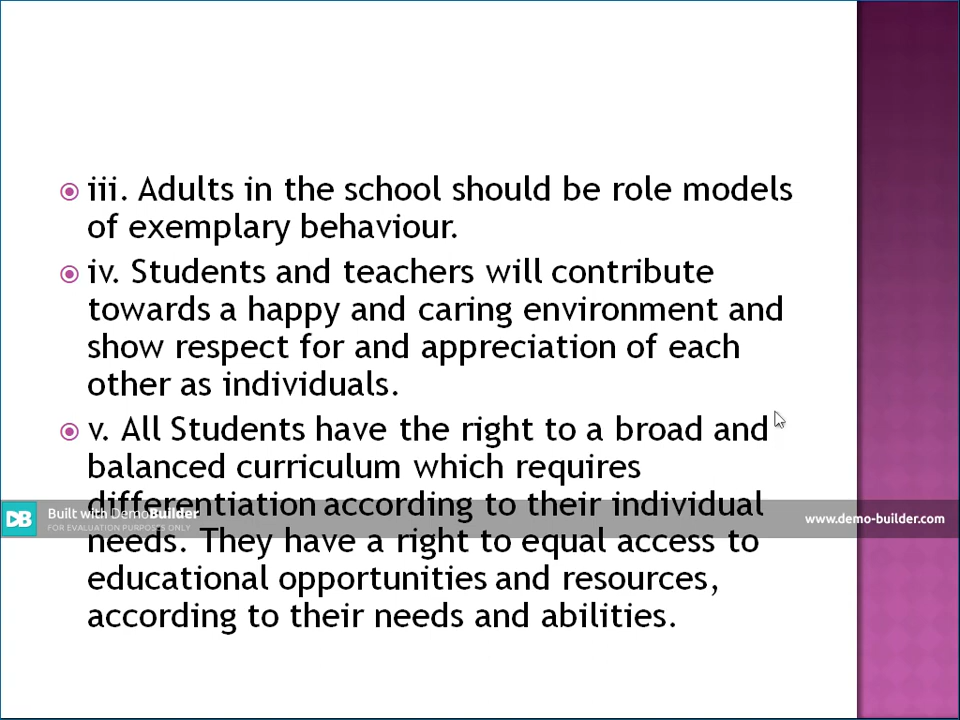 iii. Adults in the school should be role models
of exemplary behaviour.
iv. Students and teachers will contribute
towards a happy and caring environment and
show respect for and appreciation of each
other as individuals.
v. All Students have the right to a broad and
balanced curriculum which requires
differentiation according to their individual
DB Built with DemoBuilder
FOR EVALUATION PURPOSES ONLY
www.demo-builder.com
needs. They have a right to equal access to
educational opportunities and resources,
according to their needs and abilities.